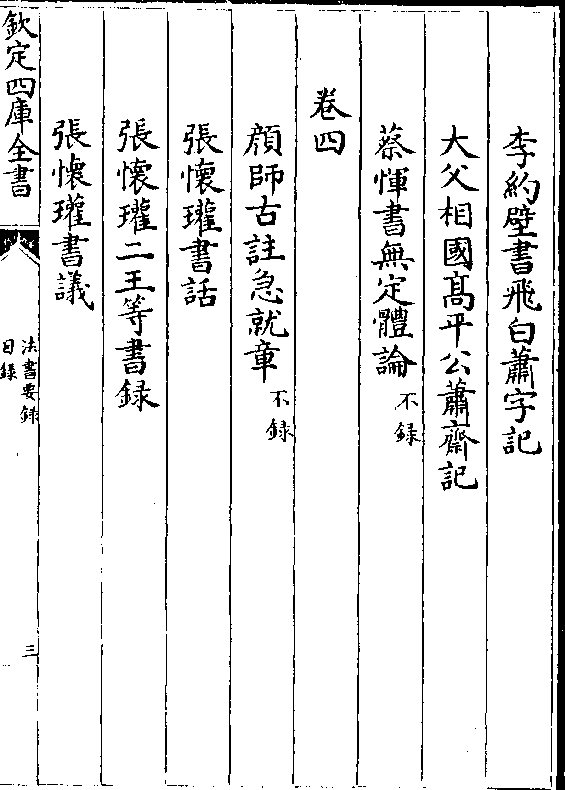 李約壁書飛白蕭字記
大父相國髙平公蕭齋記
蔡惲書無定體論不録
卷四
顔師古註急就章不録
張懷瓘書話
張懷瓘二王等書録
張懷瓘書議
欽定四庫全書
法書要録
目録
三